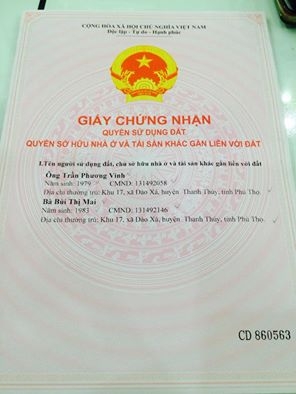 CỘNG HÒA XÃ HỘI CHỦ NGHĨA VIỆT NAM
Độc lập - Tự do - Hạnh phúc
GIẤY CHỨNG NHẬN
QUYỀN SỬ DỤNG ĐẤT
QUYỀN SỞ HỮU NHÀ Ở VÀ TÀI SẢN KHÁC GẮN LIỀN VỚI ĐẤT
I.Tên người sử dụng đất, chủ sở hữu nhà ở và tài sản khác gắn liền với đất
Ông Trần Phương Vinh
Năm sinh: 1979 CMND: 131492058
Địa chỉ thường trú: Khu 17, xã Đào Xá, huyện Thanh Thủy, tỉnh Phú Thọ.
Bà Bùi Thị Mai
Năm sinh: 1983 CMND: 131492146
Địa chỉ thường trú: Khu 17, xã Đào Xá, huyện Thanh Thủy, tỉnh Phú Thọ.
CD 860563